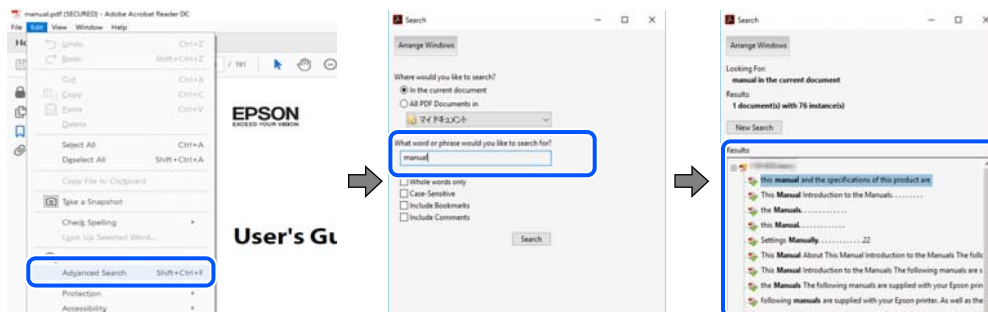 manual.pdf (SECURED) - Adobe Acrobat Reader DC
File Edit View Window Help
Undo Ctrl+Z
Shift+Ctrl+Z
Cut Ctrl+X
Copy Ctrl+C
Paste Ctrl+V
Delete
Select All Ctrl+A
Deselect All Shift+Ctrl+A
Copy File to Clipboard
Take a Snapshot
Check Spelling
Look Up Selected Word...
Advanced Search Shift+Ctrl+F
Protection
Accessibility
/ 181
EPSON
EXCEED YOUR VISION
User's Gu
Search
Arrange Windows
Where would you like to search?
In the current document
All PDF Documents in
マイ ドキュメント
What word or phrase would you like to search for?
manual
Whole words only
Case-Sensitive
Include Bookmarks
Include Comments
Search
Search
Arrange Windows
Looking For:
manual in the current document
Results:
1 document(s) with 76 instance(s)
New Search
Results:
this manual and the specifications of this product are
This Manual Introduction to the Manuals. . . . . . . . .
the Manuals. . . . . . . . . . . . .
this Manual. . . . . . . . . . . . .
Settings Manually. . . . . . . . . . . . .22
This Manual About This Manual Introduction to the Manuals The follo
This Manual Introduction to the Manuals The following manuals are s
the Manuals The following manuals are supplied with your Epson prin
following manuals are supplied with your Epson printer. As well as the